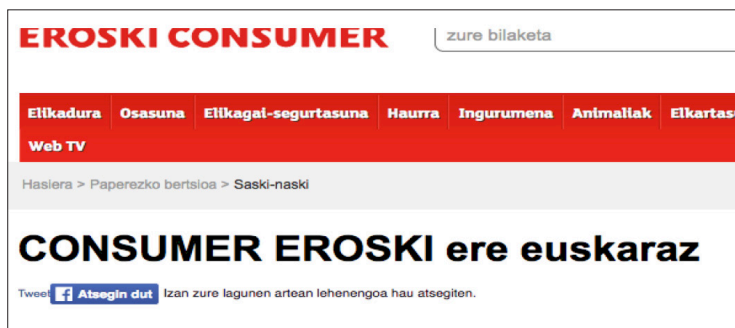 EROSKI CONSUMER
zure bilaketa
Elikadura Osasuna Elikagai-segurtasuna Haurra Ingurumena Animaliak Elkartas
Web TV
Hasiera > Paperezko bertsioa > Saski-naski
CONSUMER EROSKI ere euskaraz
Tweet Atsegin dut Izan zure lagunen artean lehenengoa hau atsegiten.